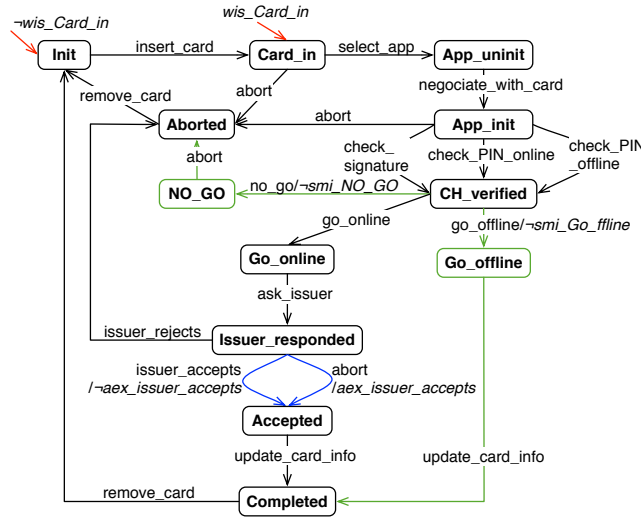 ¬wis_Card_in
wis_Card_in
Init
insert_card
Card_in
select_app
App_uninit
negociate_with_card
remove_card
abort
Aborted
abort
App_init
check_
signature
check_PIN_online
check_PIN
_offline
abort
NO_GO
no_go/¬smi_NO_GO
CH_verified
go_online
go_offline/¬smi_Go_ffline
Go_online
Go_offline
ask_issuer
issuer_rejects
Issuer_responded
issuer_accepts
/¬aex_issuer_accepts
abort
/aex_issuer_accepts
Accepted
update_card_info
update_card_info
remove_card
Completed